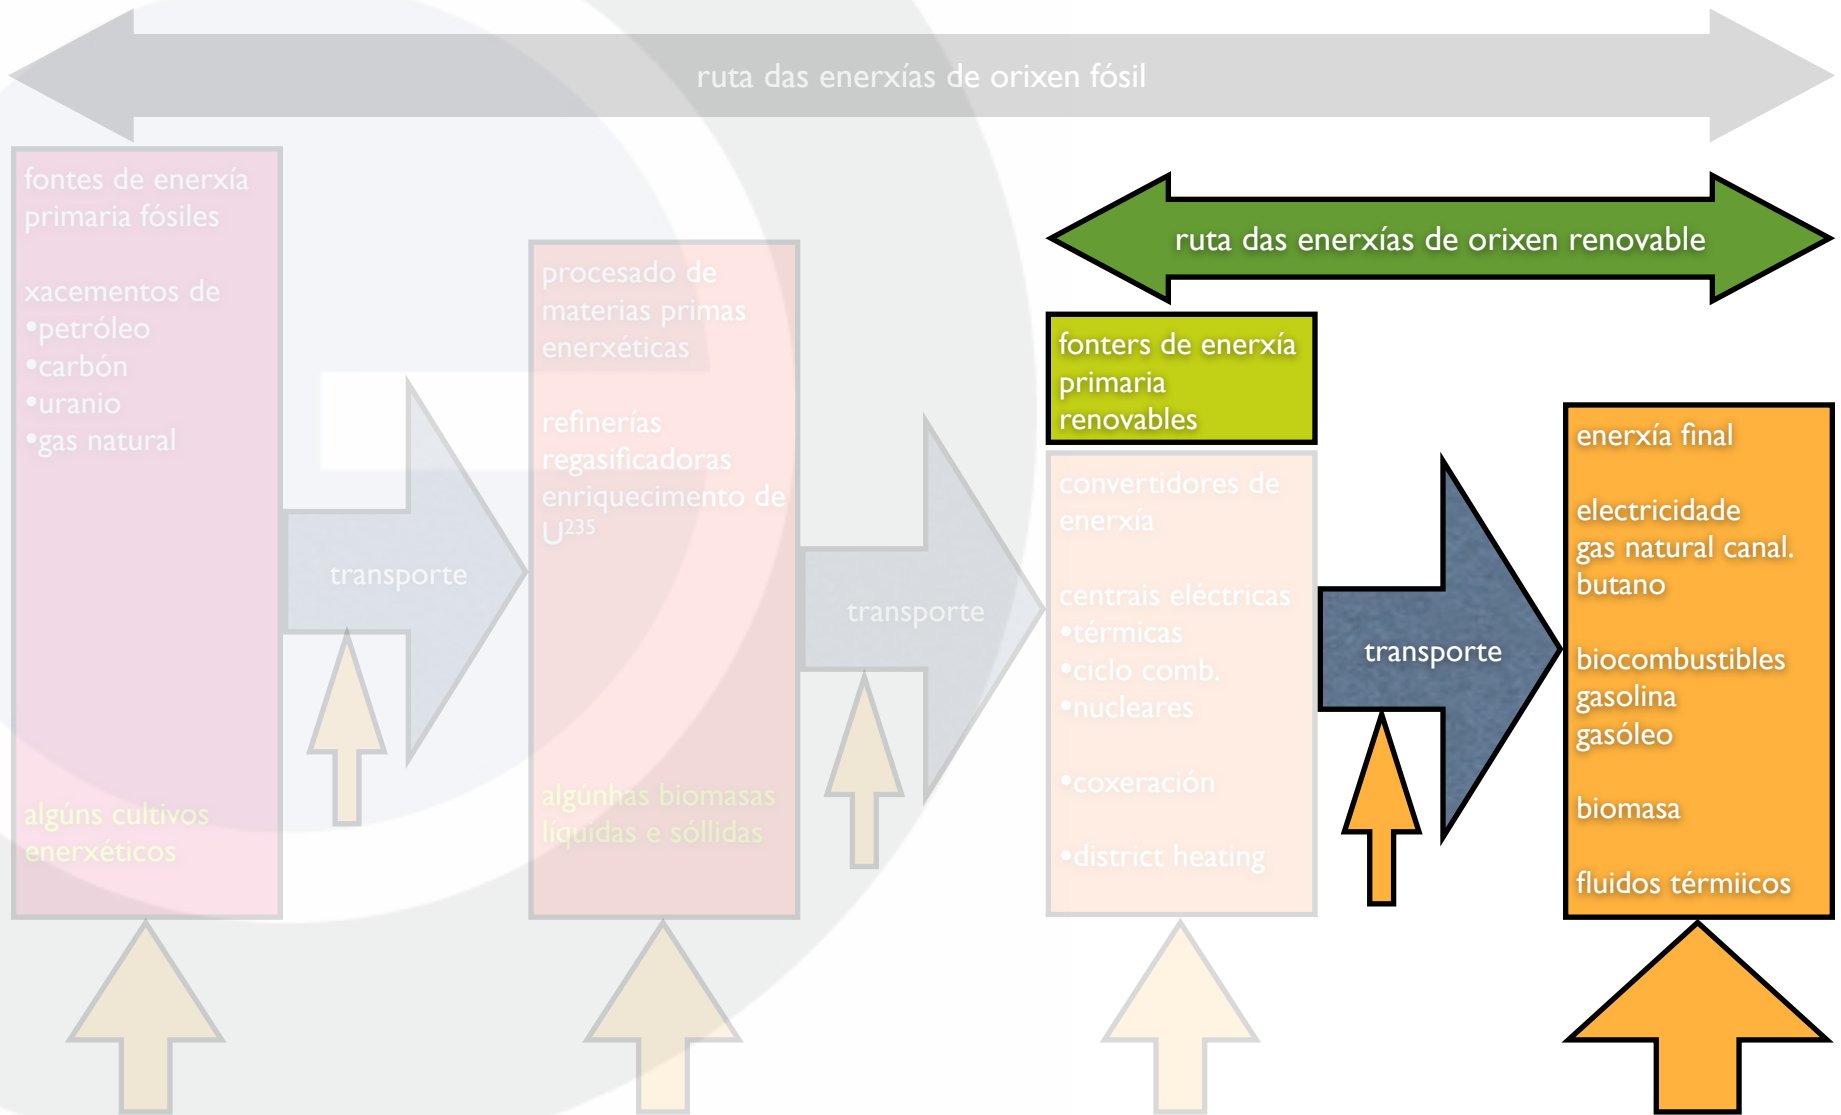 ruta das enerxías de orixen fósil
fontes de enerxía
primaria fósiles
xacementos de
•petróleo
•carbón
•uranio
•gas natural
algúns cultivos
enerxéticos
transporte
procesado de
materias primas
enerxéticas
refinerías
regasificadoras
enriquecimento de
U²³⁵
algúnhas biomasas
líquidas e sóllidas
transporte
ruta das enerxías de orixen renovable
fonters de enerxía
primaria
renovables
convertidores de
enerxía
centrais eléctricas
•térmicas
•ciclo comb.
•nucleares
•coxeración
•district heating
transporte
enerxía final
electricidade
gas natural canal.
butano
biocombustibles
gasolina
gasóleo
biomasa
fluidos térmiicos